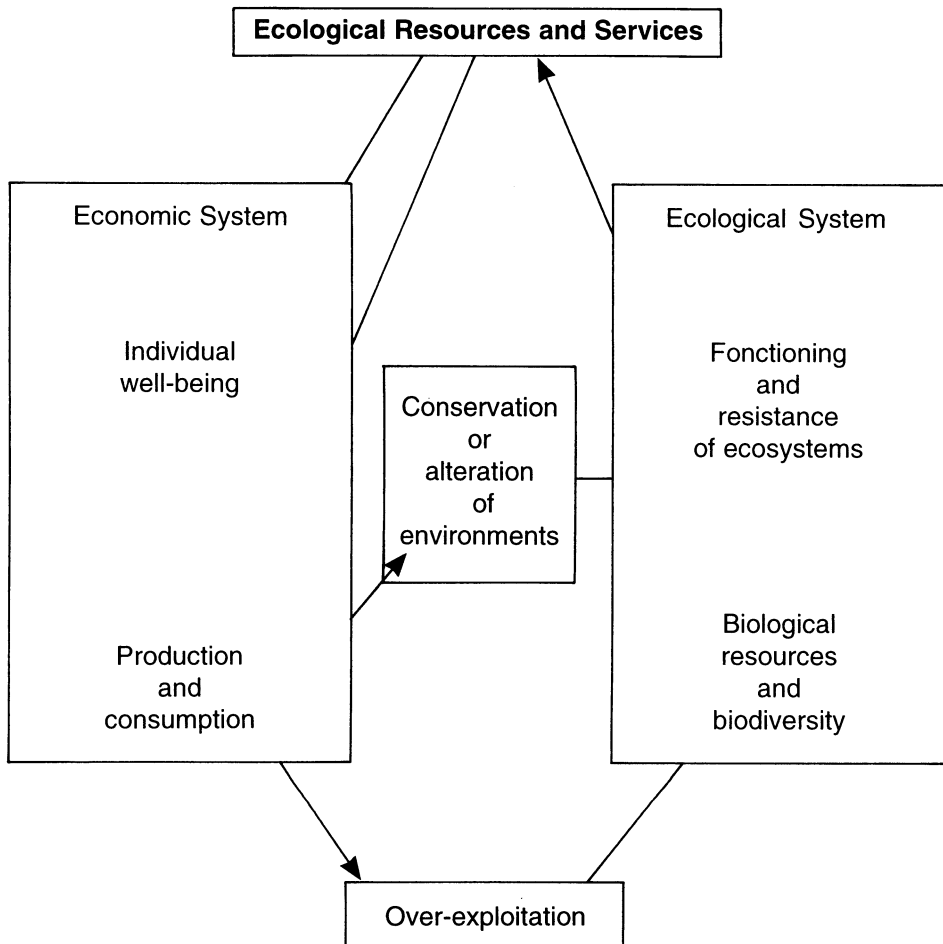 Ecological Resources and Services
Economic System
Individual
well-being
Production
and
consumption
Conservation
or
alteration
of
environments
Ecological System
Fonctioning
and
resistance
of ecosystems
Biological
resources
and
biodiversity
Over-exploitation